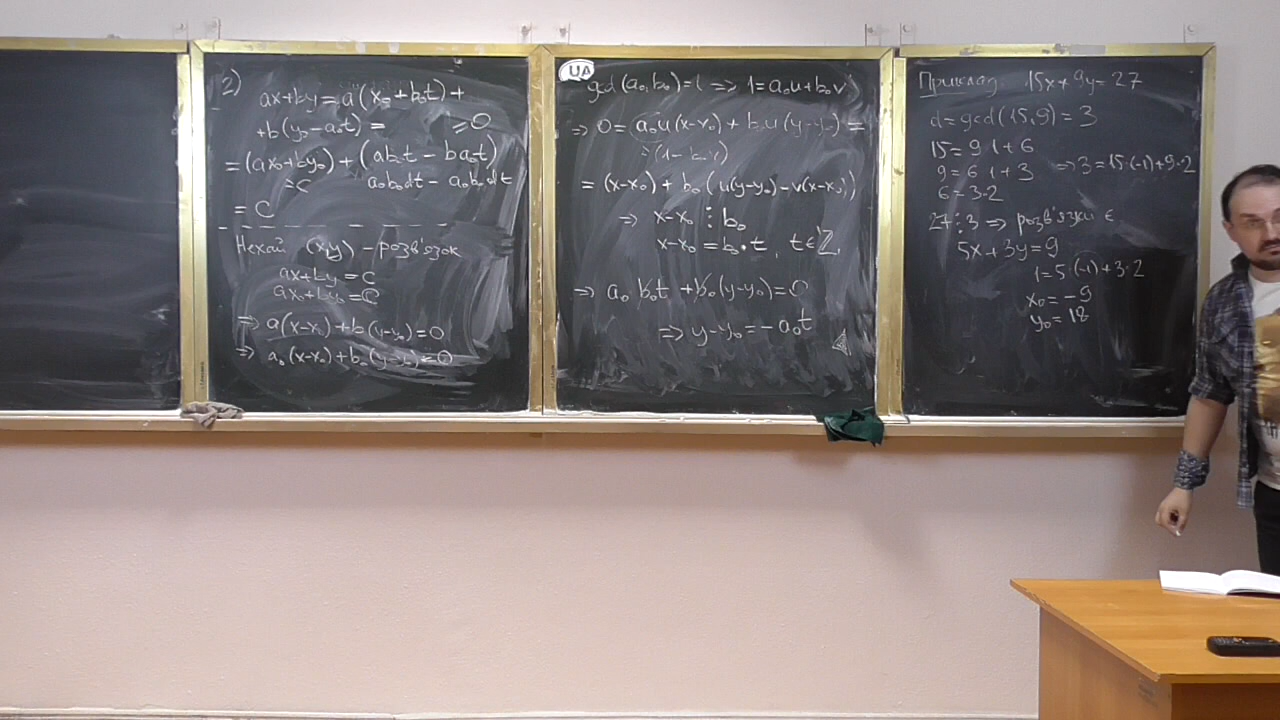 2)
ax+by=a(x₀+b₀t)+
+b(y₀-a₀t)= =0
=(ax₀+by₀)+(ab₀t-ba₀t)
=c a₀b₀dt-a₀b₀dt
=C
Нехай (x,y) - розв'язок
ax+by=c
ax₀+by₀=C
⇒ a(x-x₀)+b(y-y₀)=0
⇒ a₀(x-x₀)+b₀(y-y₀)=0
UA
gcd(a₀,b₀)=1 ⇒ 1=a₀u+b₀v
⇒ 0=a₀u(x-x₀)+b₀u(y-y₀)=
=(1-b₀v)
=(x-x₀)+b₀(u(y-y₀)-v(x-x₀))
⇒ x-x₀⋮b₀
x-x₀=b₀·t, t∈ℤ.
⇒ a₀b₀t+b₀(y-y₀)=0
⇒ y-y₀=-a₀t
Приклад 15x+9y=27
d=gcd(15,9)=3
15=9·1+6
9=6·1+3 ⇒3=15·(-1)+9·2
6=3·2
27⋮3 ⇒ розв'язки є
5x+3y=9
1=5·(-1)+3·2
x₀=-9
y₀=18